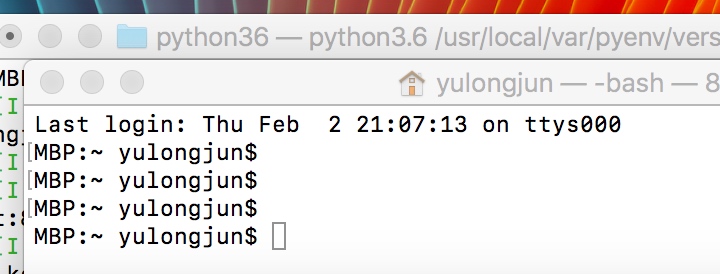 python36 — python3.6 /usr/local/var/pyenv/vers
yulongjun — -bash — 8
Last login: Thu Feb  2 21:07:13 on ttys000
MBP:~ yulongjun$
MBP:~ yulongjun$
MBP:~ yulongjun$
MBP:~ yulongjun$